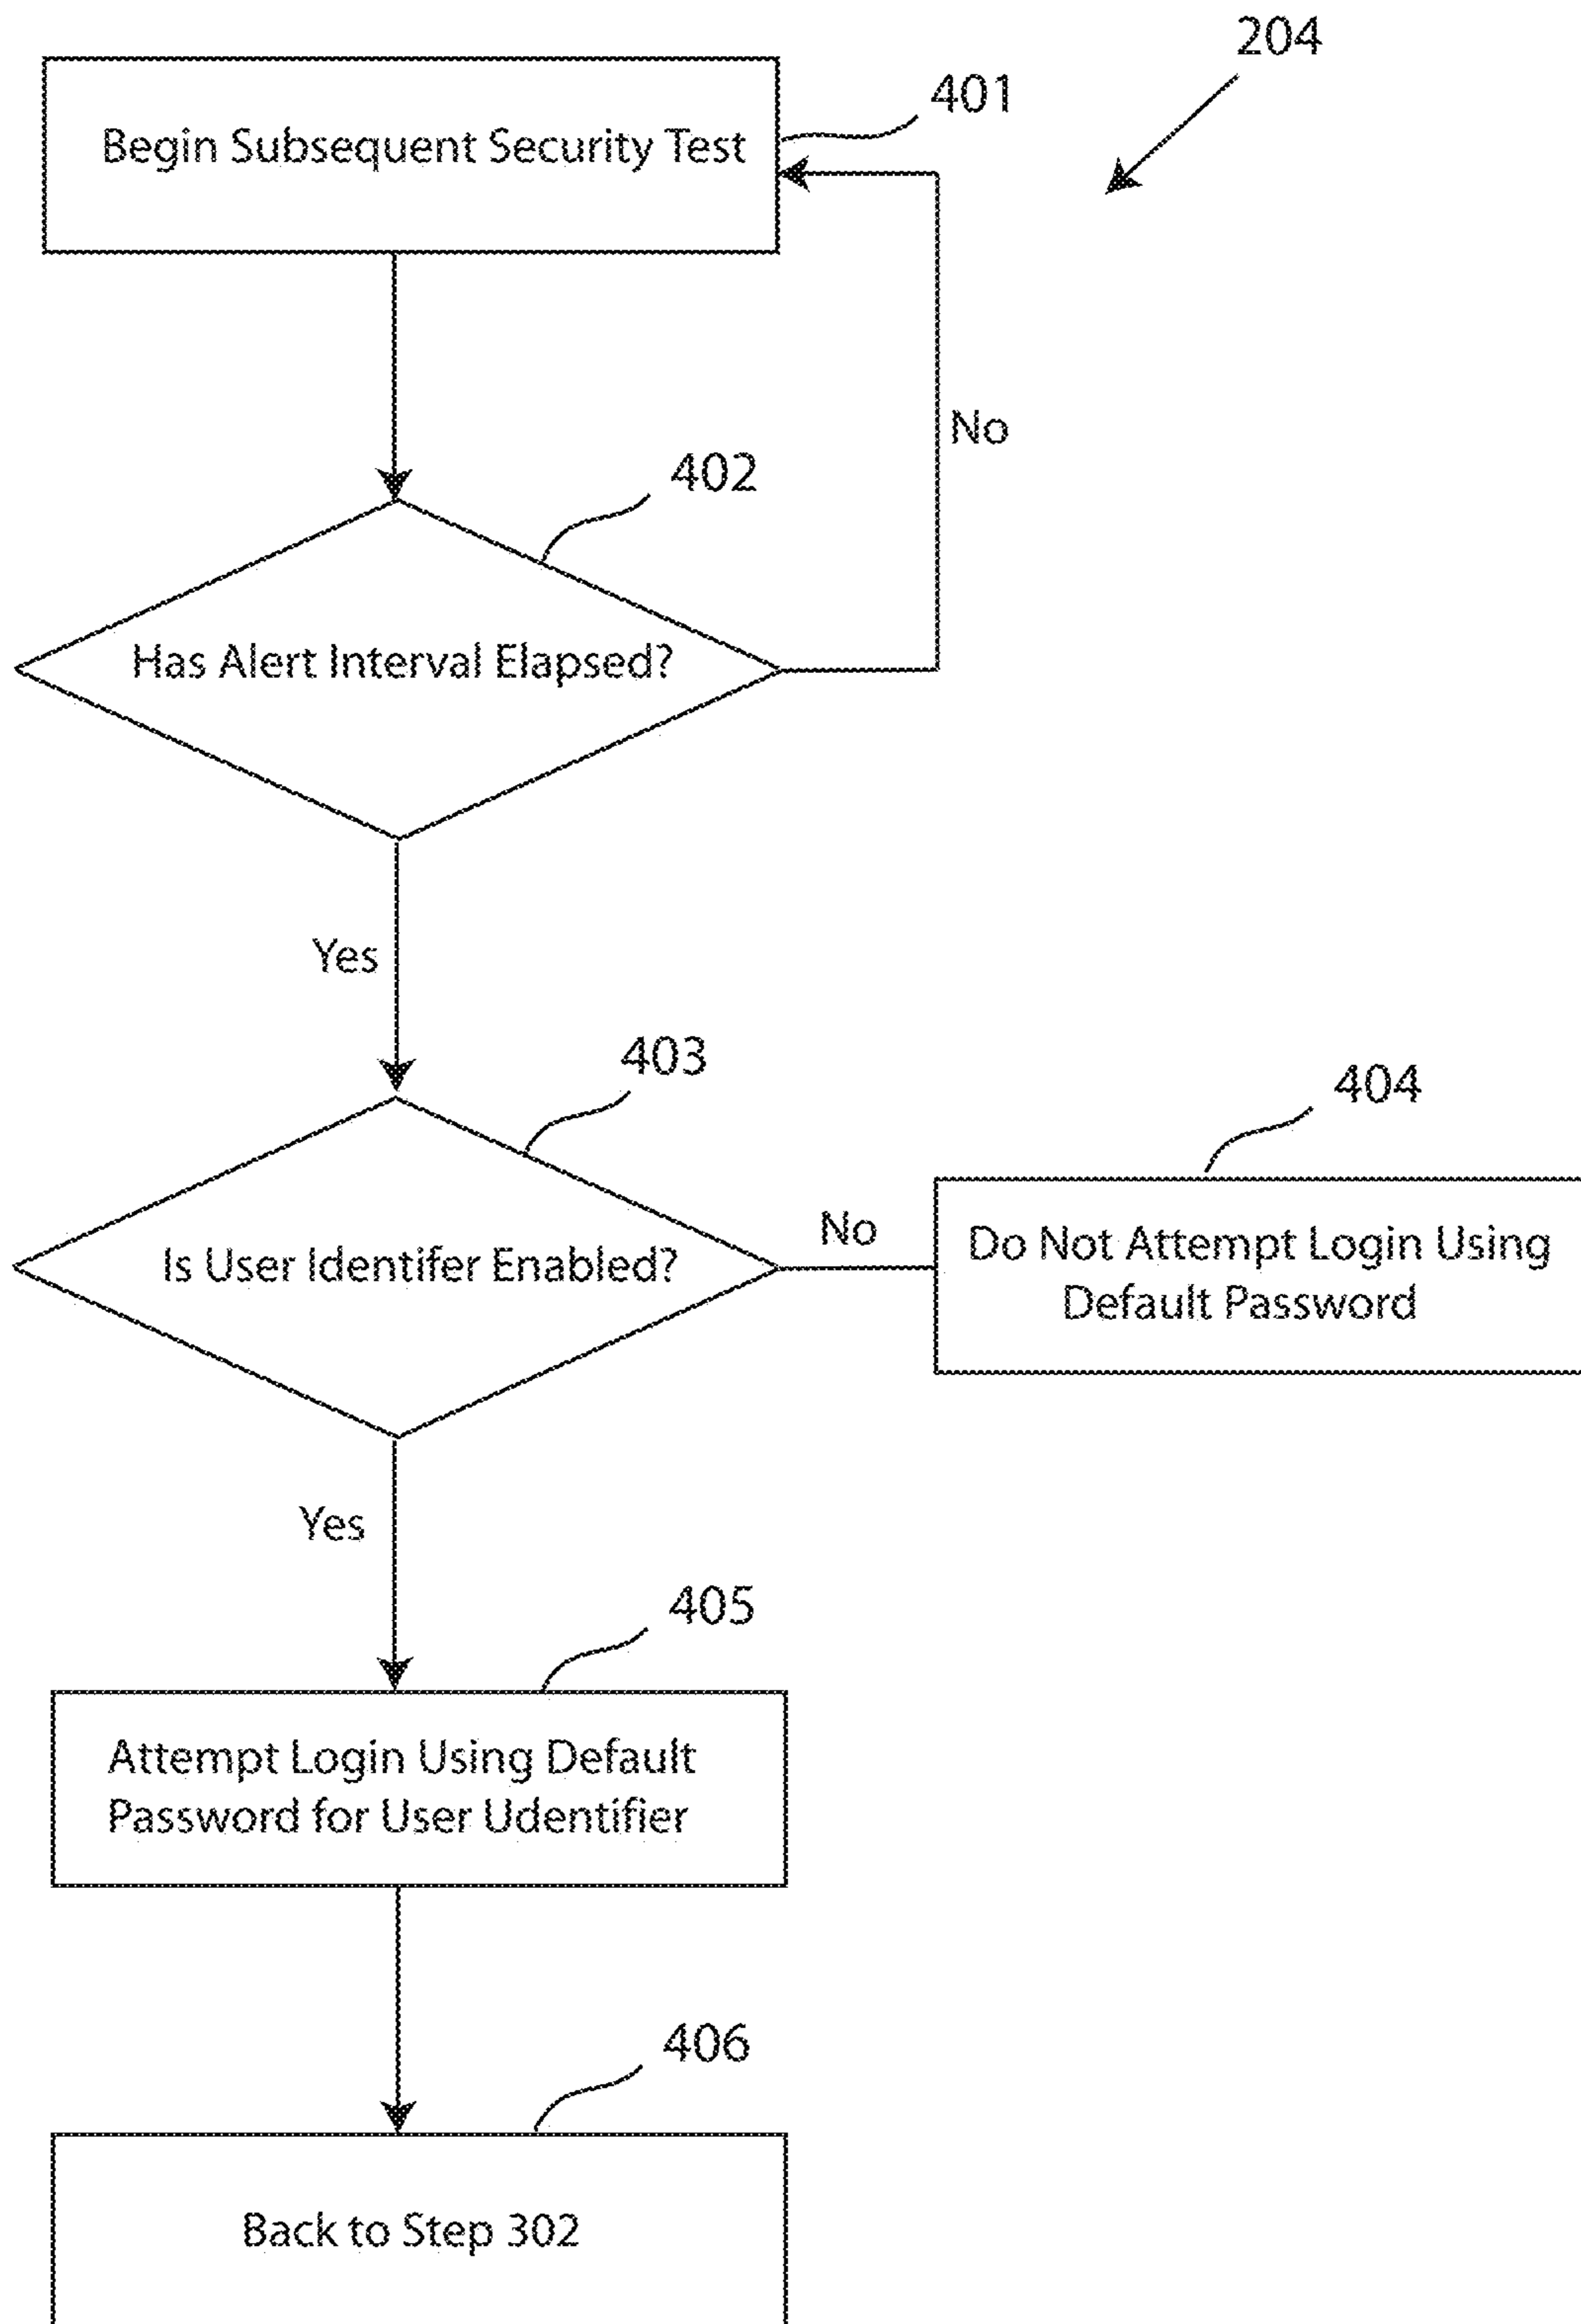 204
401
Begin Subsequent Security Test
No
402
Has Alert Interval Elapsed?
Yes
403
404
Is User Identifer Enabled?
No
Do Not Attempt Login Using
Default Password
Yes
405
Attempt Login Using Default
Password for User Udentifier
406
Back to Step 302